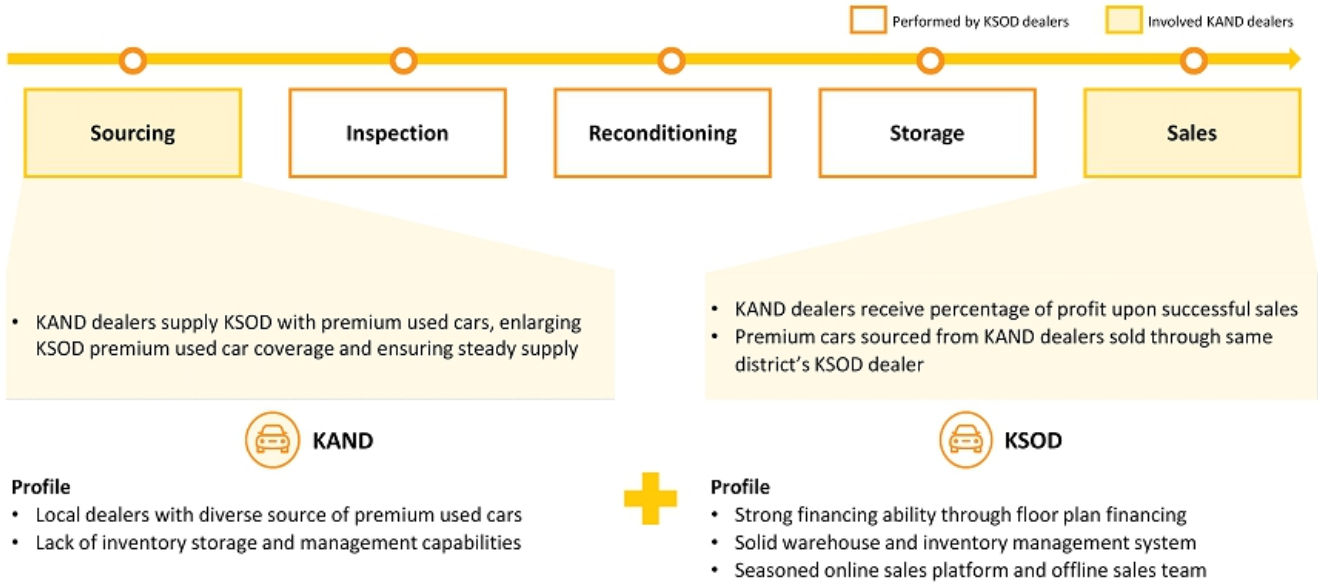 Performed by KSOD dealers
Involved KAND dealers
Sourcing
Inspection
Reconditioning
Storage
Sales
• KAND dealers supply KSOD with premium used cars, enlarging
KSOD premium used car coverage and ensuring steady supply
• KAND dealers receive percentage of profit upon successful sales
• Premium cars sourced from KAND dealers sold through same
district's KSOD dealer
KAND
Profile
• Local dealers with diverse source of premium used cars
• Lack of inventory storage and management capabilities
KSOD
Profile
• Strong financing ability through floor plan financing
• Solid warehouse and inventory management system
• Seasoned online sales platform and offline sales team